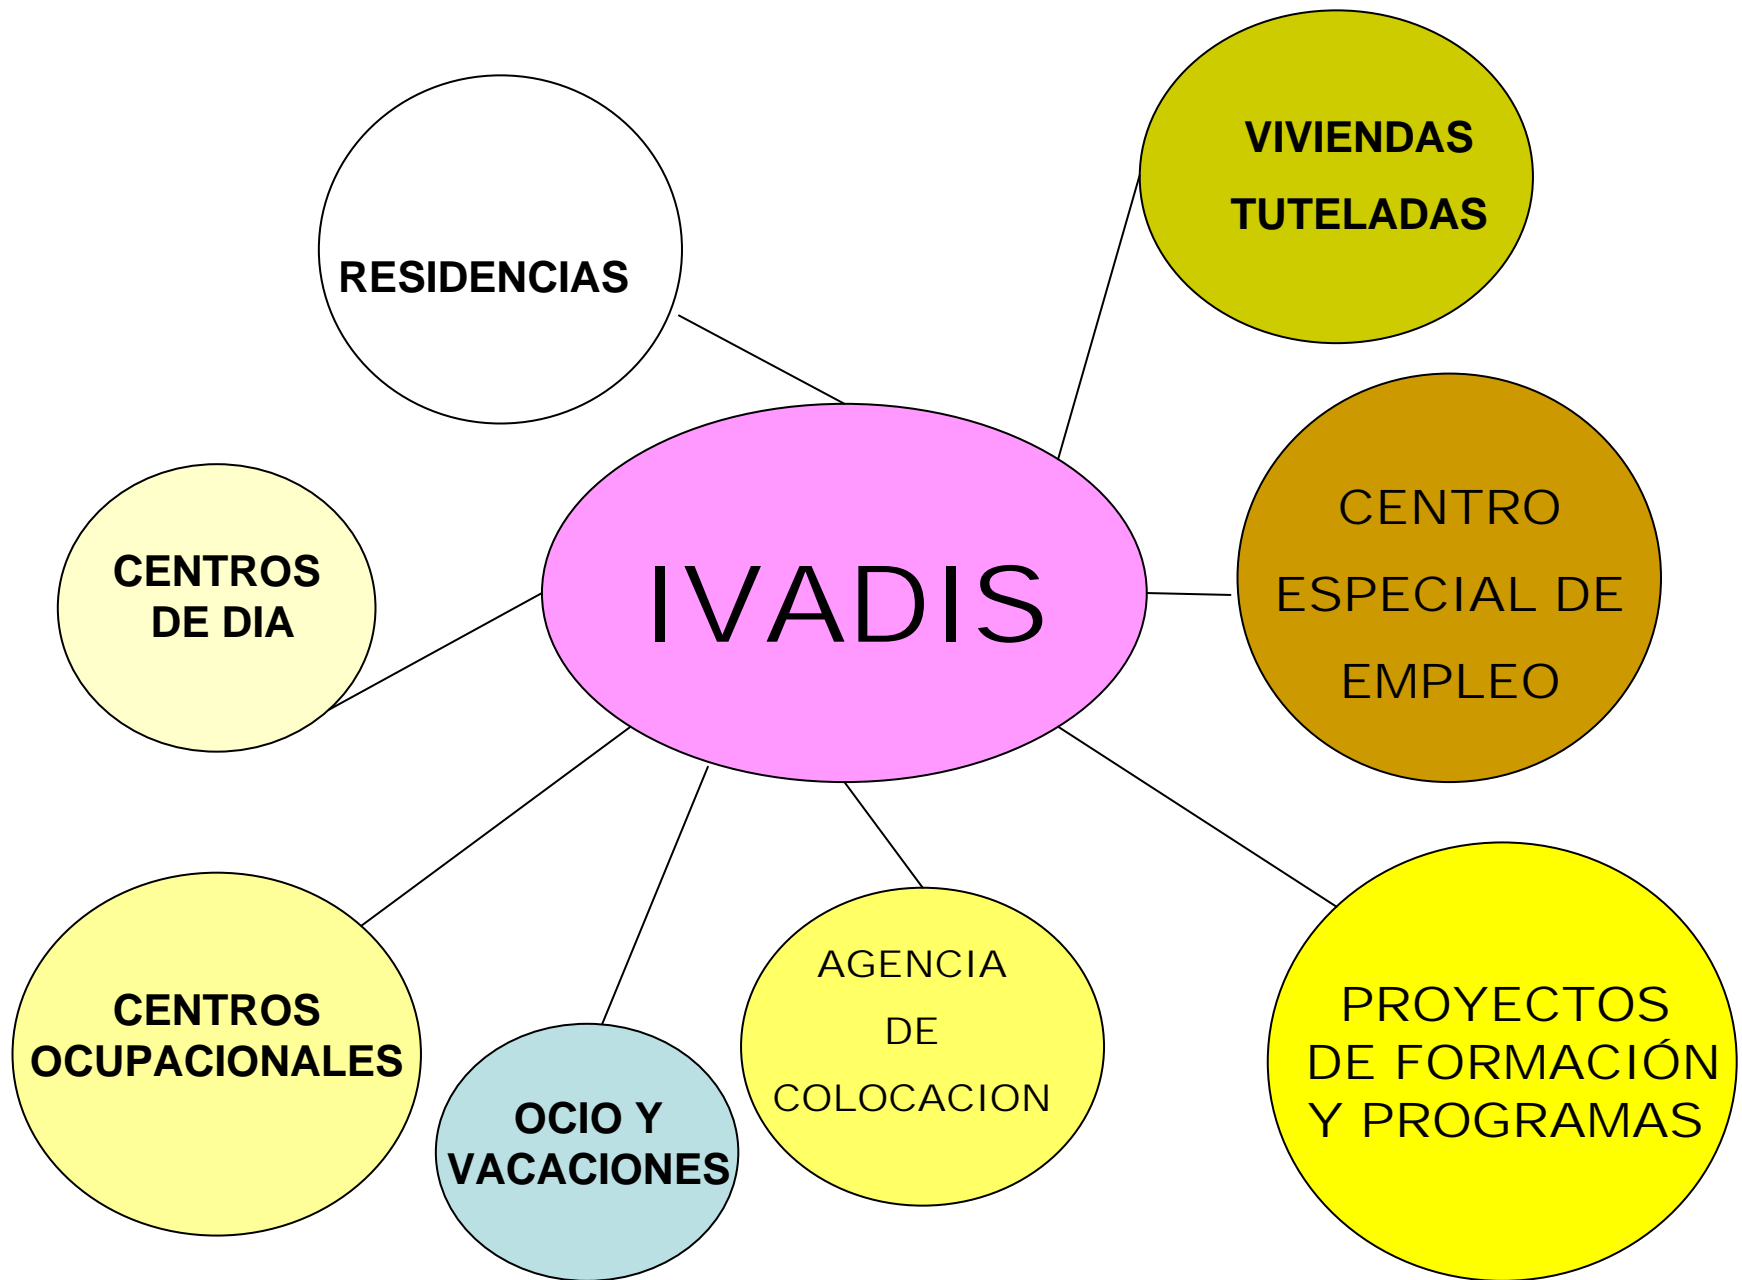 VIVIENDAS
TUTELADAS
RESIDENCIAS
CENTRO
ESPECIAL DE
EMPLEO
IVADIS
CENTROS
DE DIA
CENTROS
OCUPACIONALES
OCIO Y
VACACIONES
AGENCIA
DE
COLOCACION
PROYECTOS
DE FORMACIÓN
Y PROGRAMAS